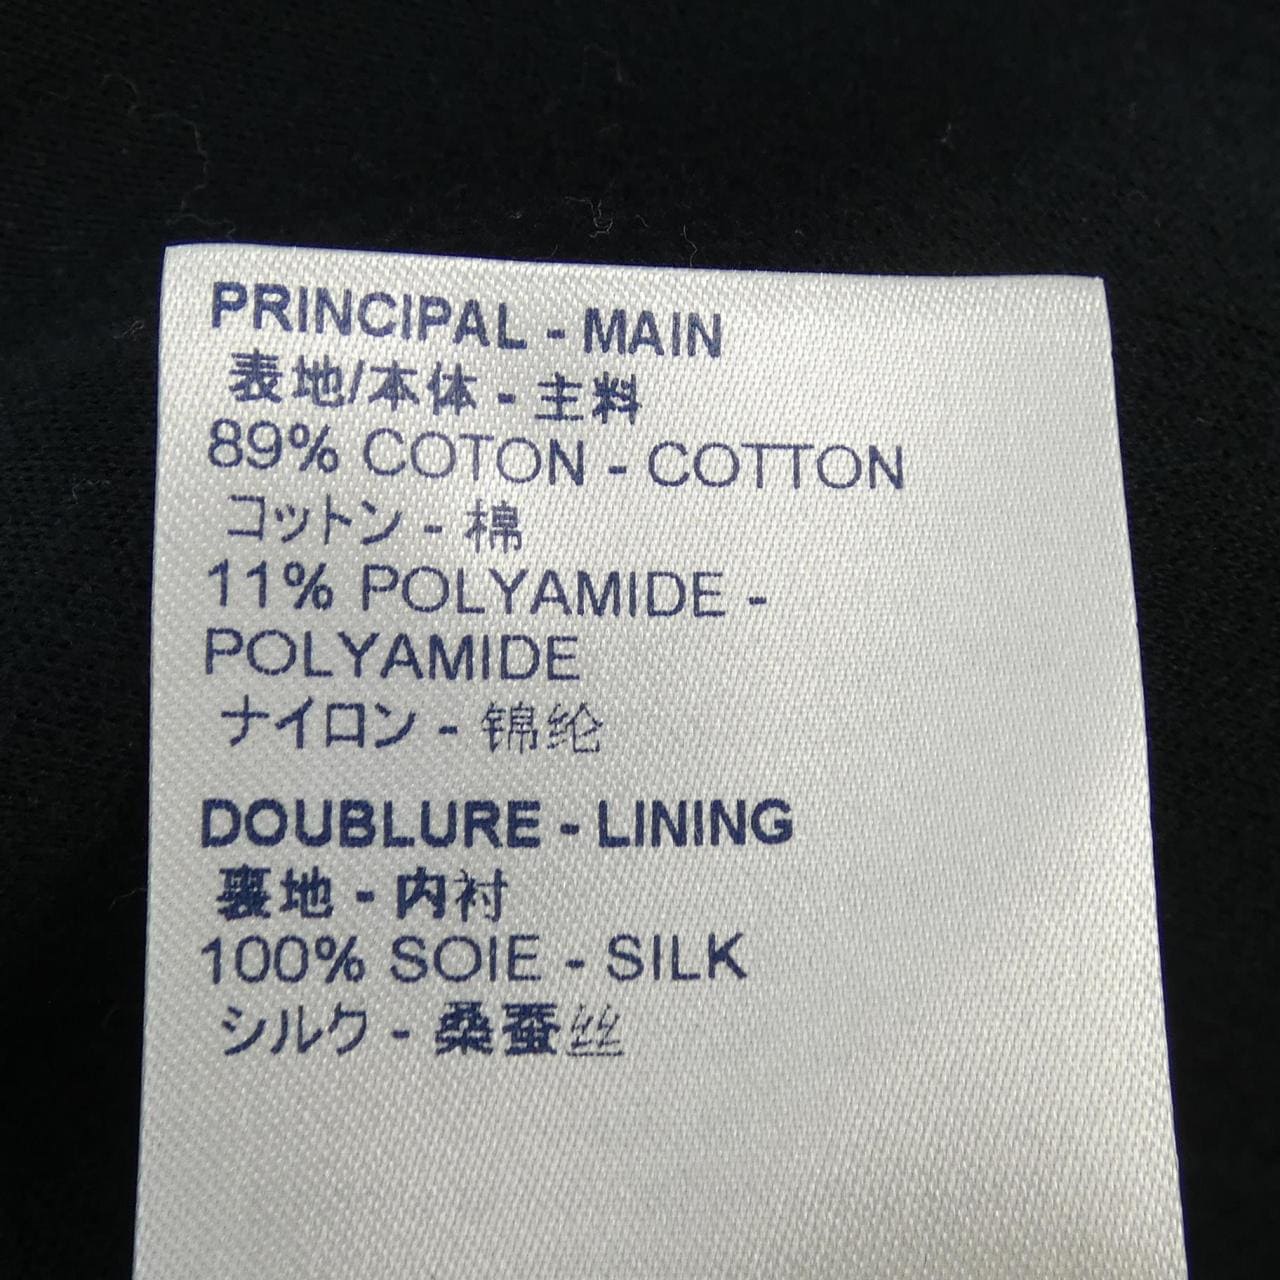 PRINCIPAL - MAIN
表地/本体 - 主料
89% COTON - COTTON
コットン - 棉
11% POLYAMIDE -
POLYAMIDE
ナイロン - 锦纶
DOUBLURE - LINING
裏地 - 内衬
100% SOIE - SILK
シルク - 桑蚕丝